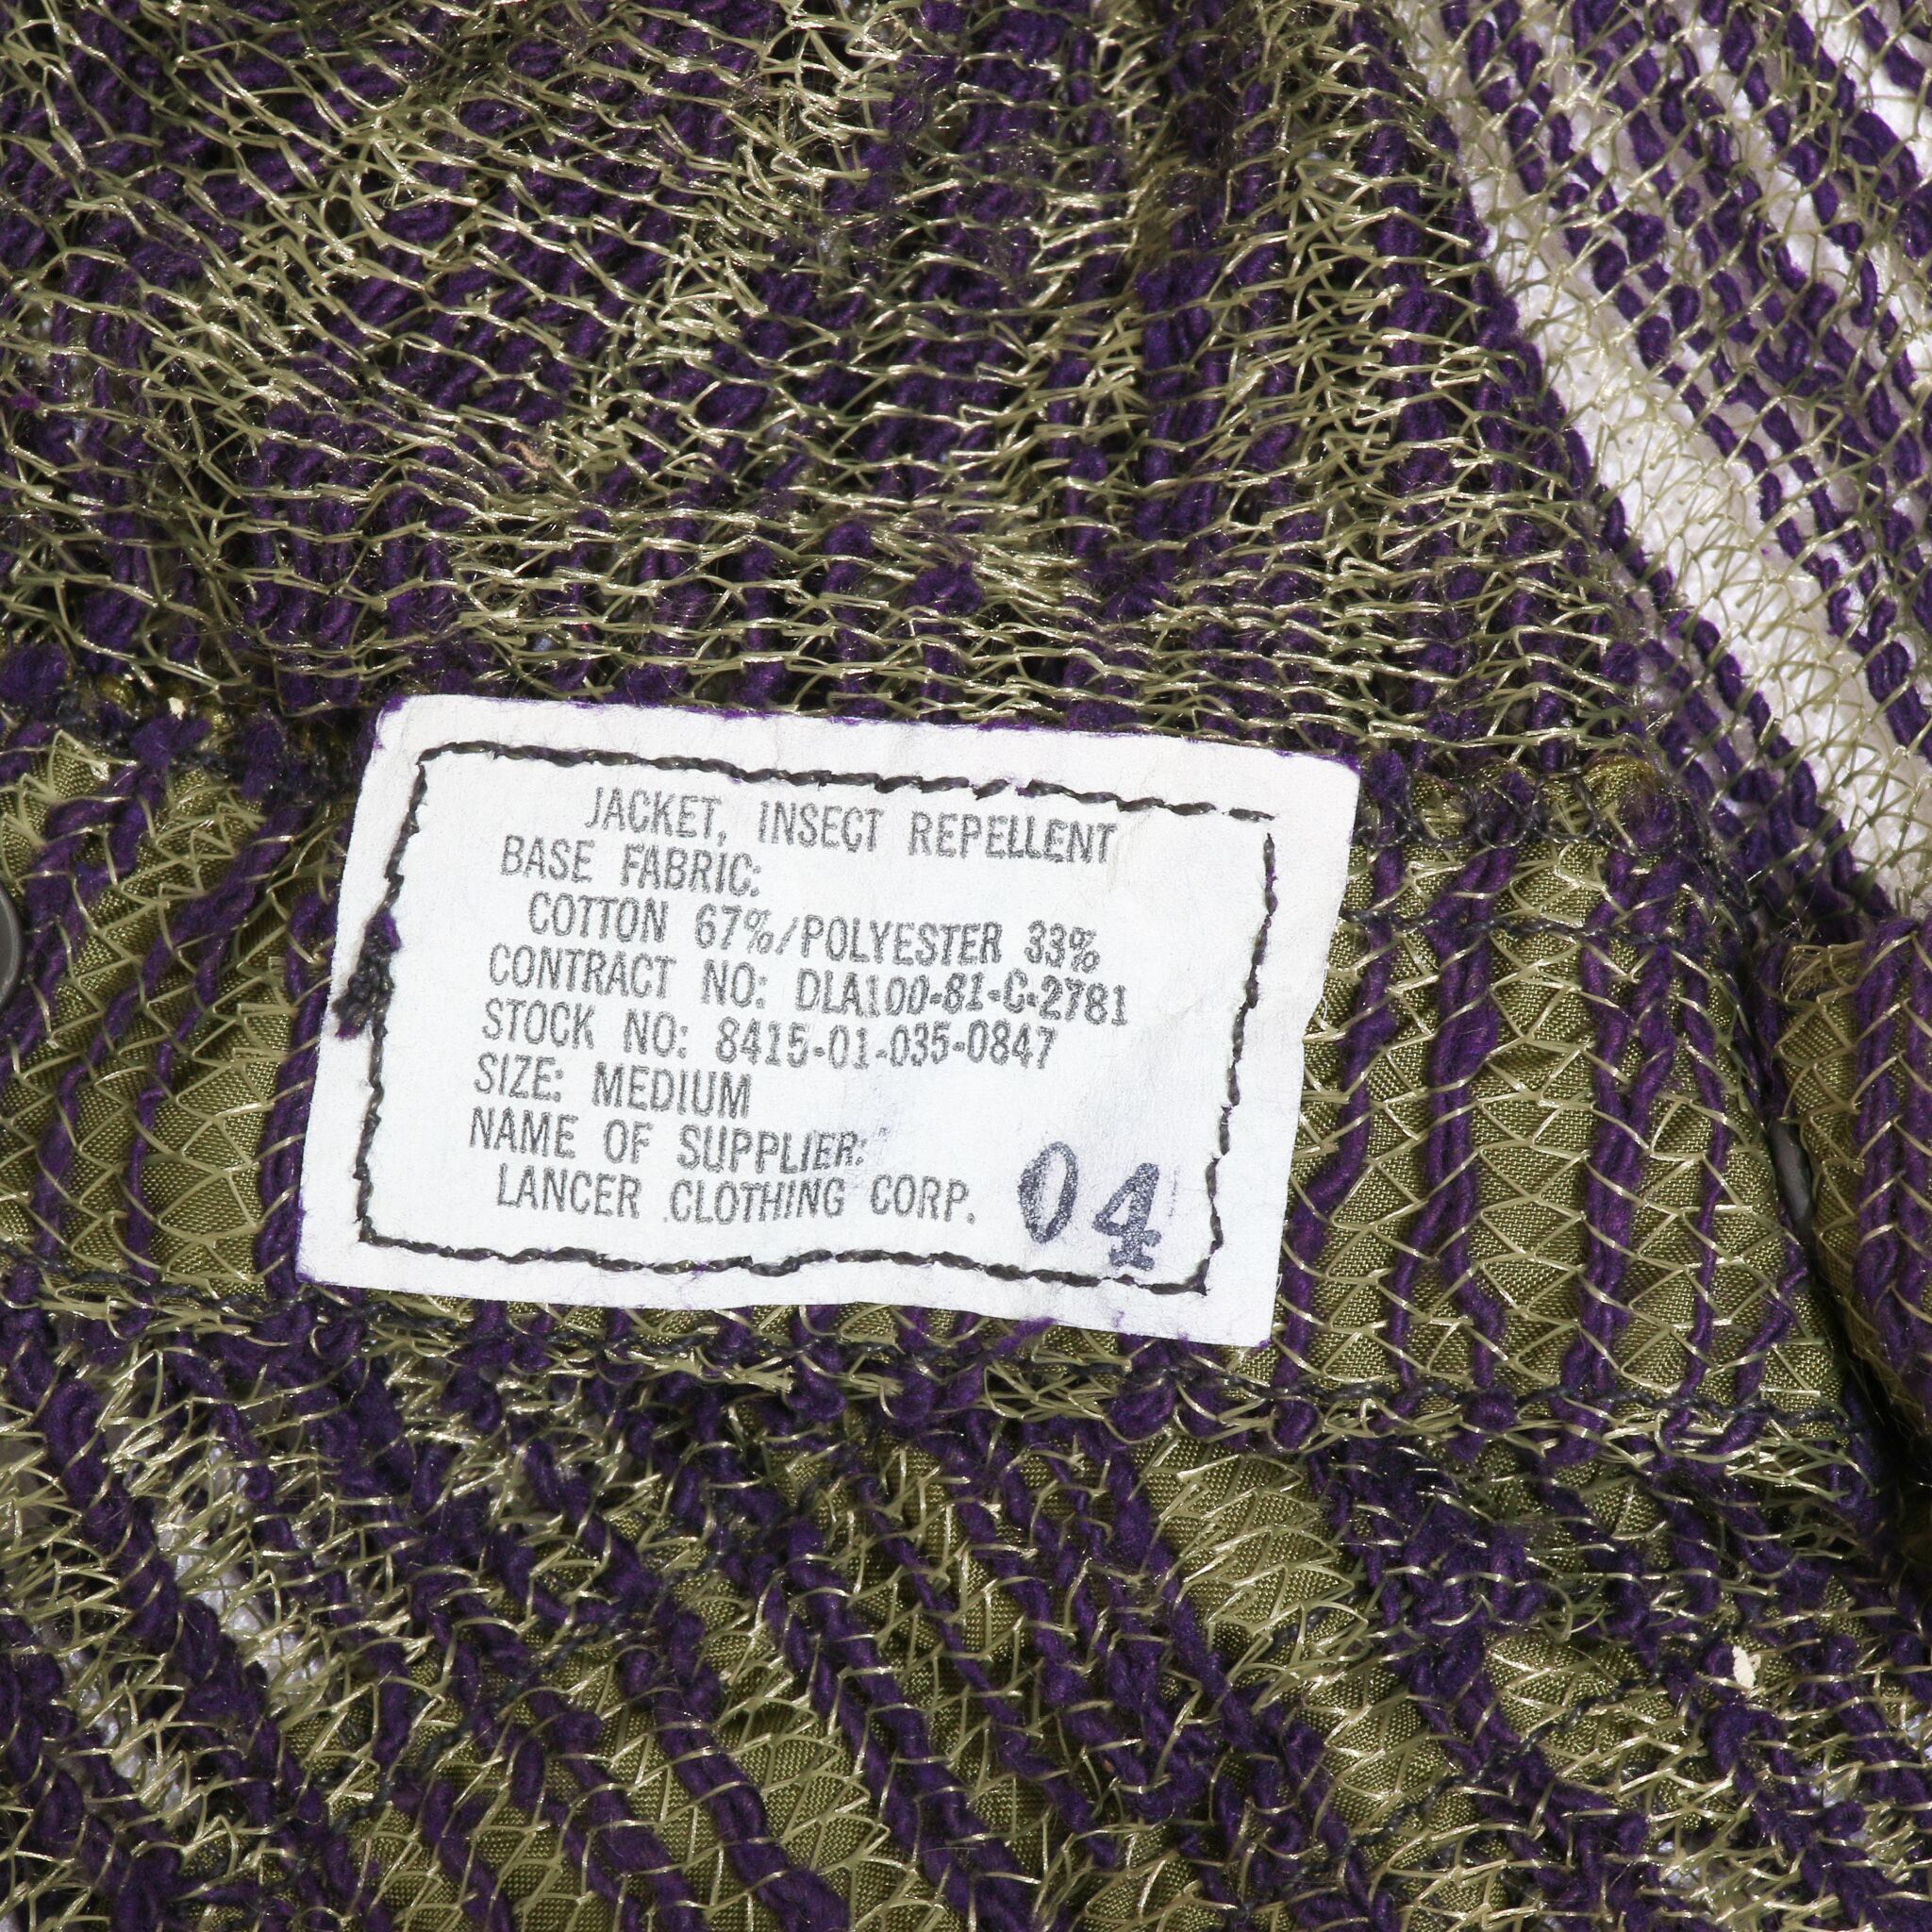 JACKET, INSECT REPELLENT
BASE FABRIC:
COTTON 67%/POLYESTER 33%
CONTRACT NO: DLA100-81-C-2781
STOCK NO: 8415-01-035-0847
SIZE: MEDIUM
NAME OF SUPPLIER:
LANCER CLOTHING CORP.
04